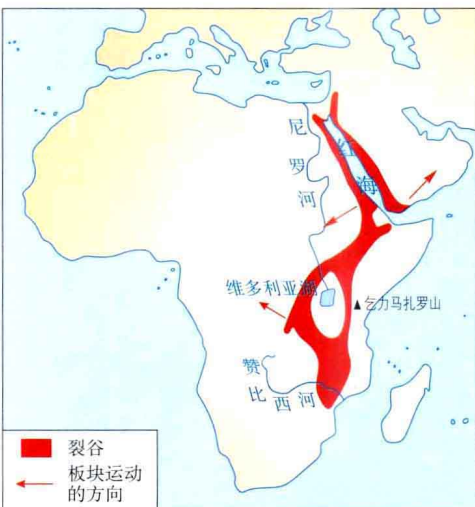 尼罗河
红海
维多利亚湖
乞力马扎罗山
赞比西河
裂谷
板块运动
的方向